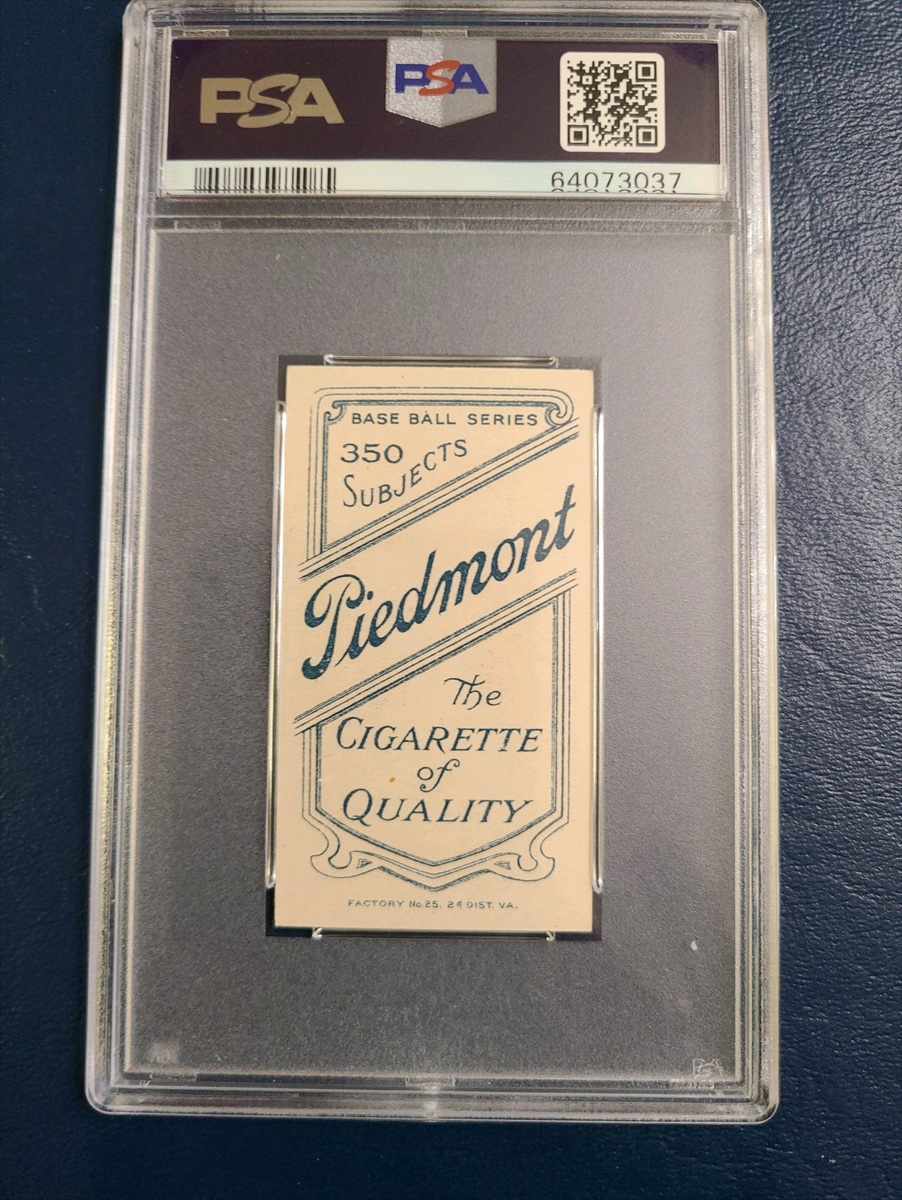 PSA
PSA
64073037
BASE BALL SERIES
350
SUBJECTS
Piedmont
The
CIGARETTE
of
QUALITY
FACTORY No. 25. 2d DIST. VA.
PSA